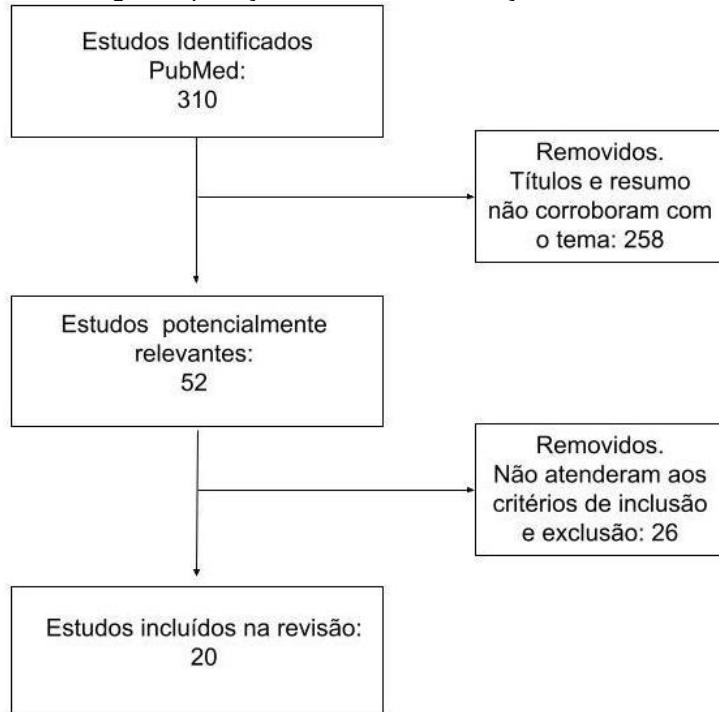 Estudos Identificados
PubMed:
310
Removidos.
Títulos e resumo
não corroboram com
o tema: 258
Estudos potencialmente
relevantes:
52
Removidos.
Não atenderam aos
critérios de inclusão
e exclusão: 26
Estudos incluídos na revisão:
20